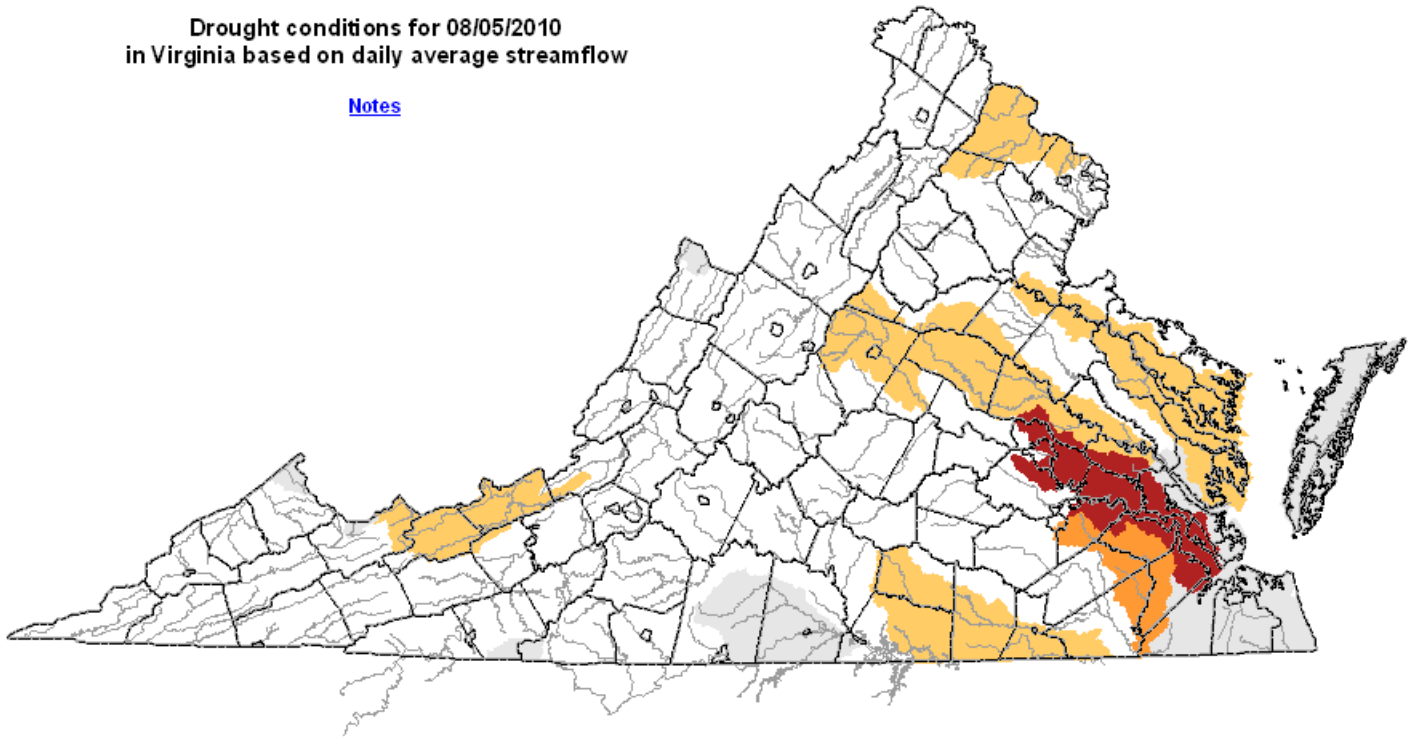 Drought conditions for 08/05/2010
in Virginia based on daily average streamflow
Notes